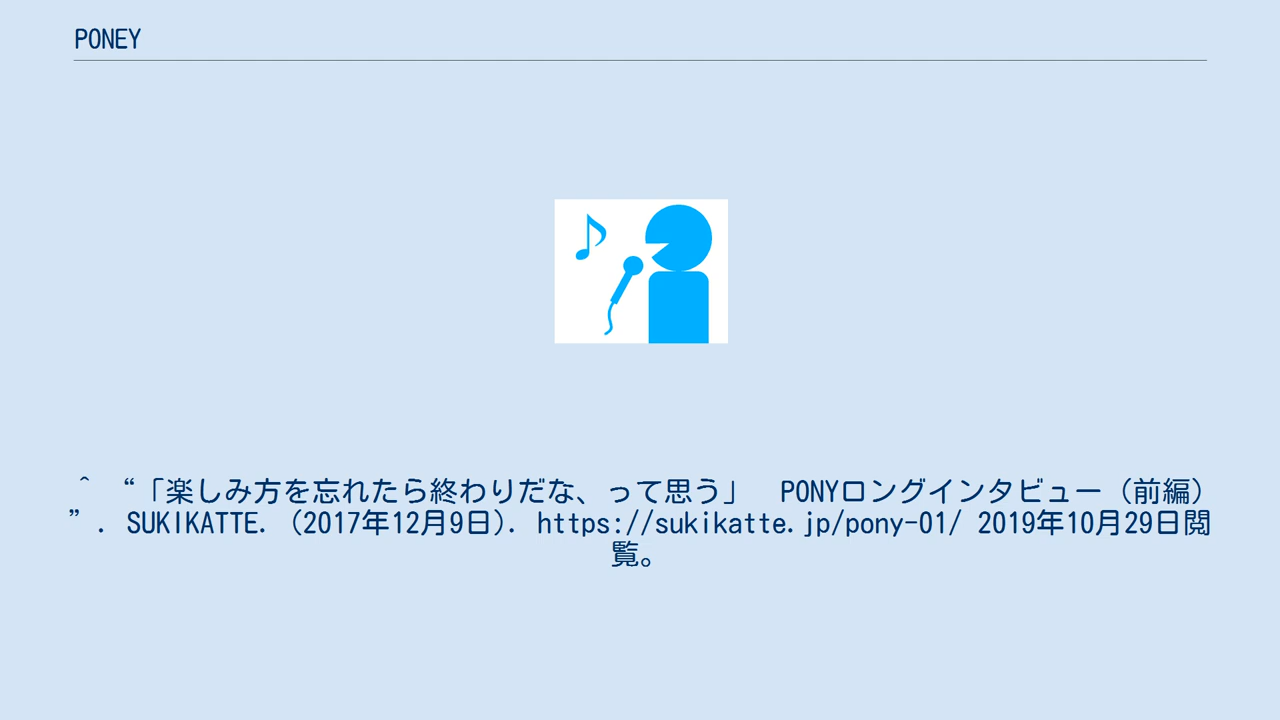 PONEY
^ “「楽しみ方を忘れたら終わりだな、って思う」　PONYロングインタビュー（前編）
”. SUKIKATTE. (2017年12月9日). https://sukikatte.jp/pony-01/ 2019年10月29日閲
覧。